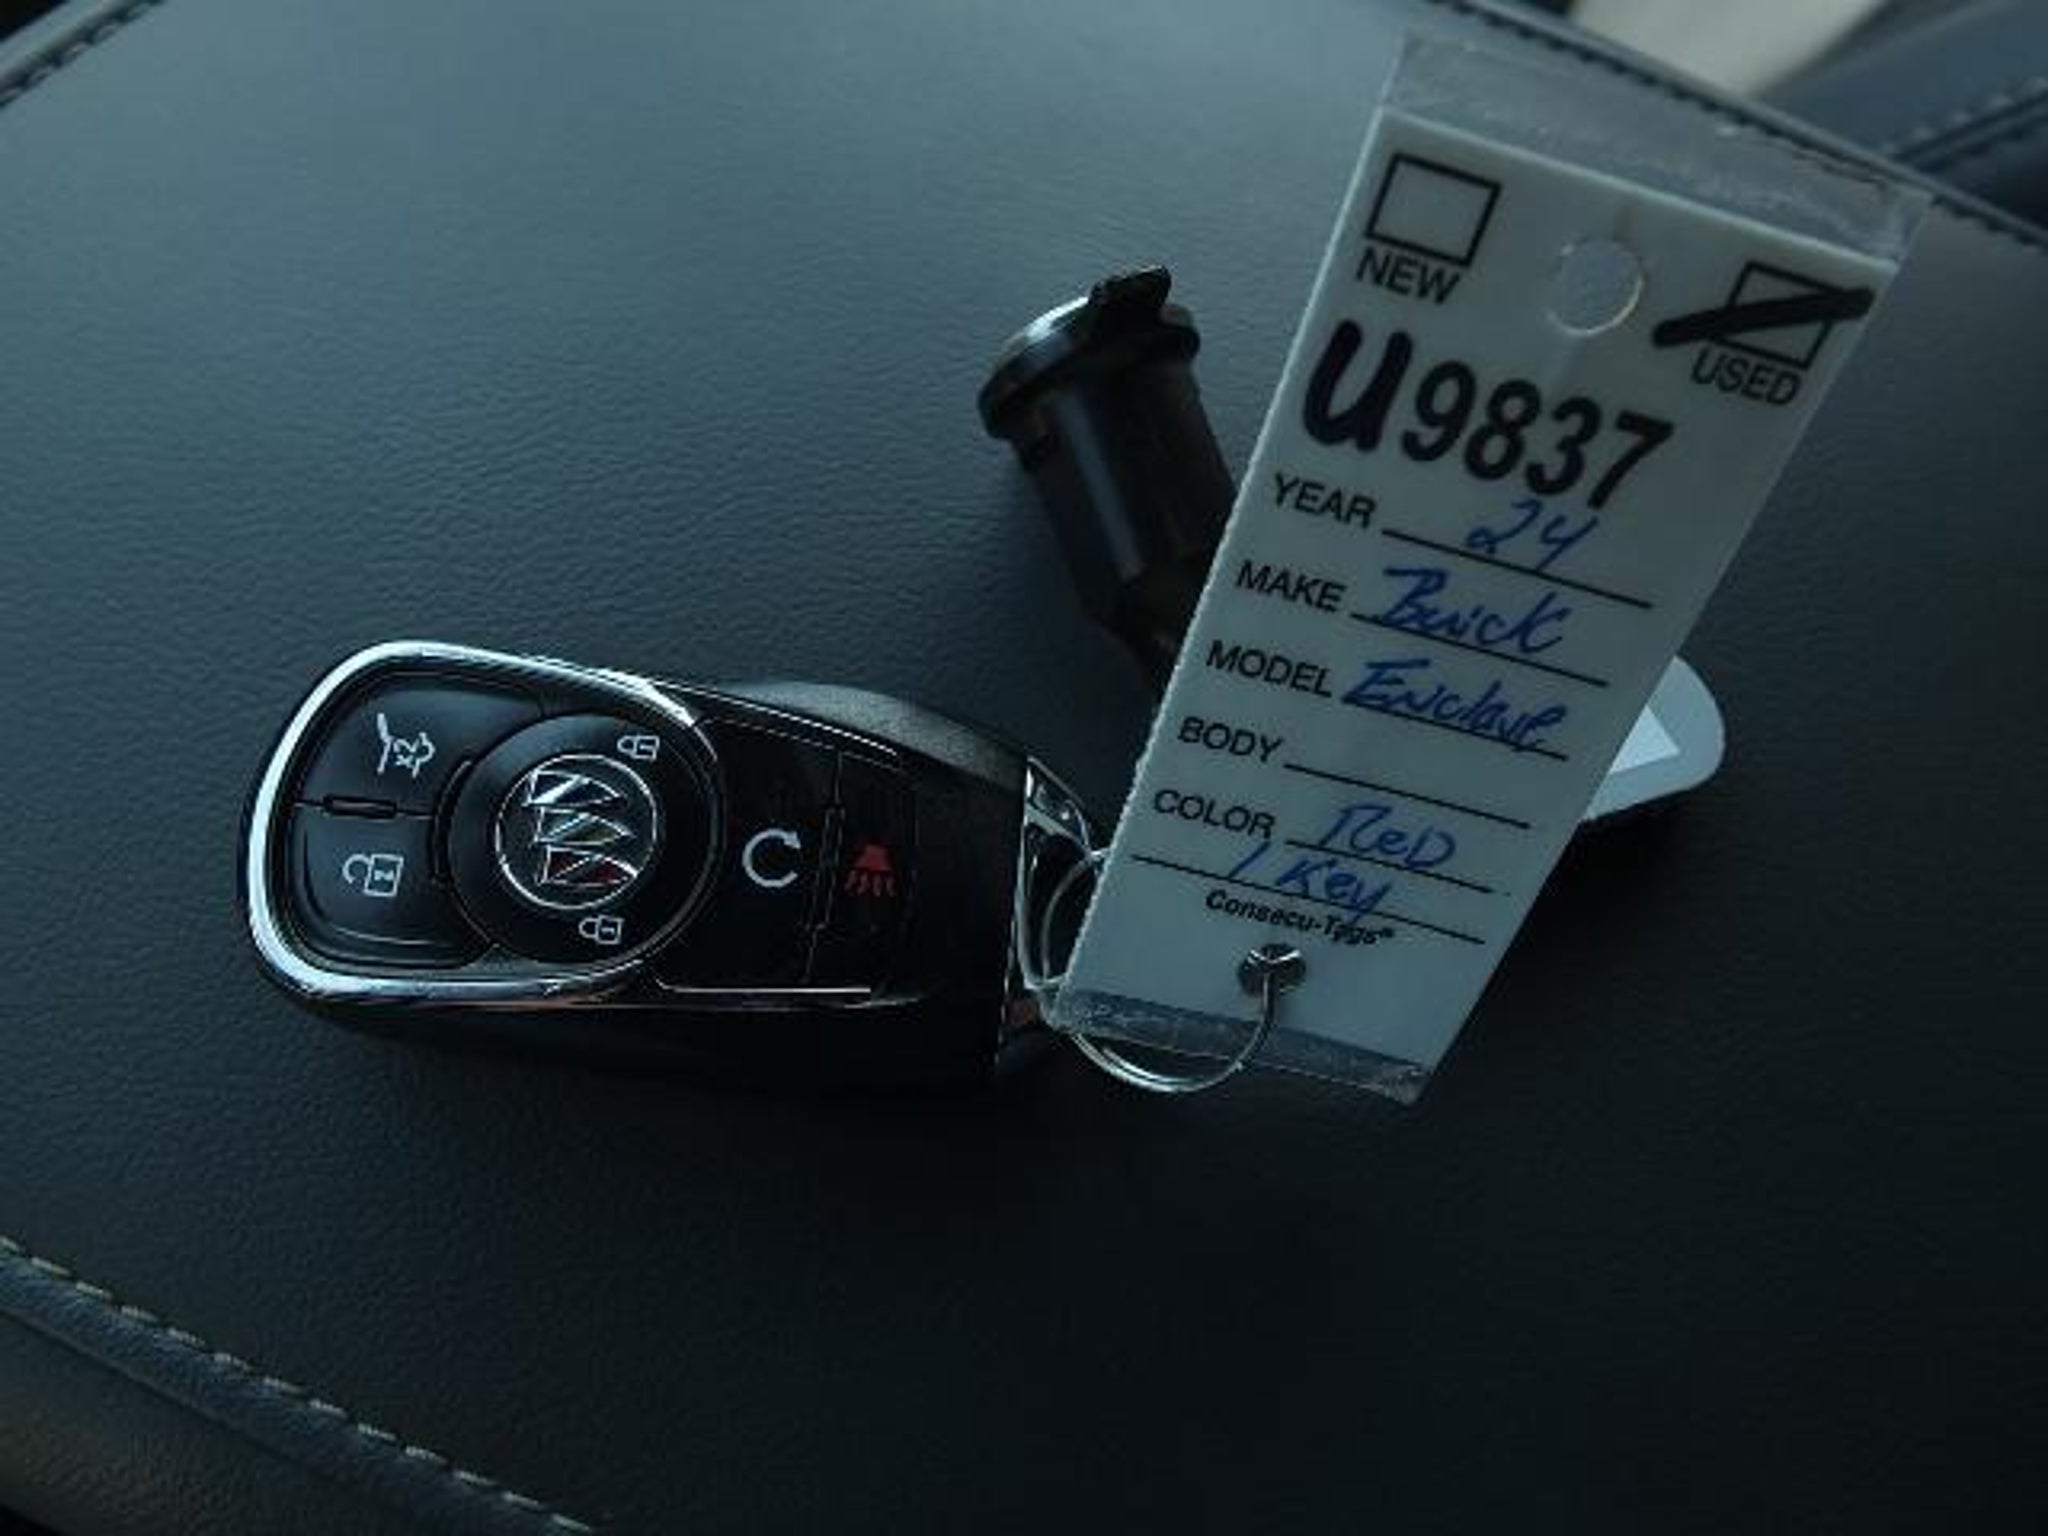 NEW
USED
U9837
YEAR 24
MAKE Buick
MODEL Enclave
BODY
COLOR Red
1 Key
Consecu-Tags®